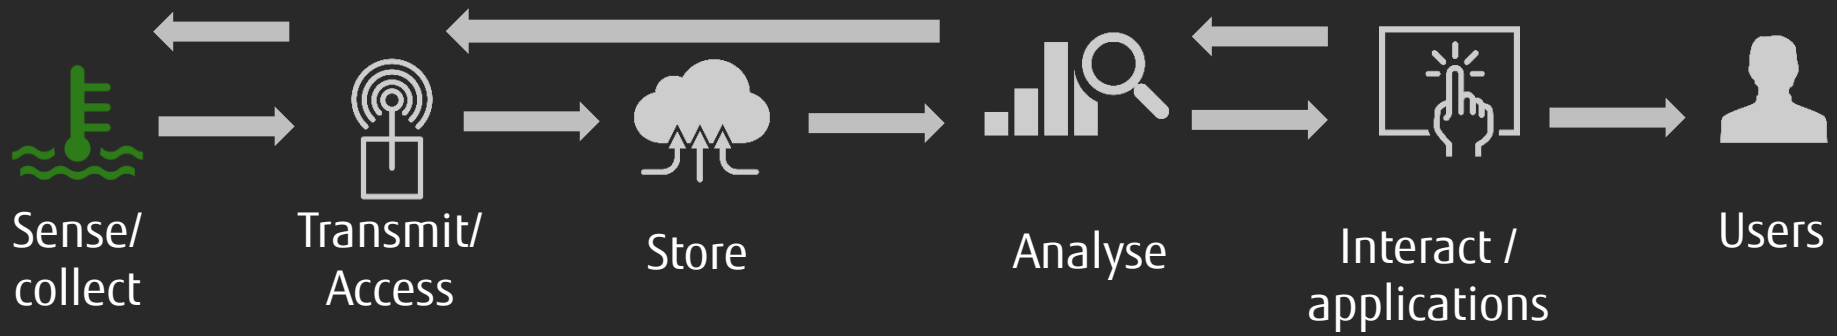 Sense/
collect
Transmit/
Access
Store
Analyse
Interact /
applications
Users